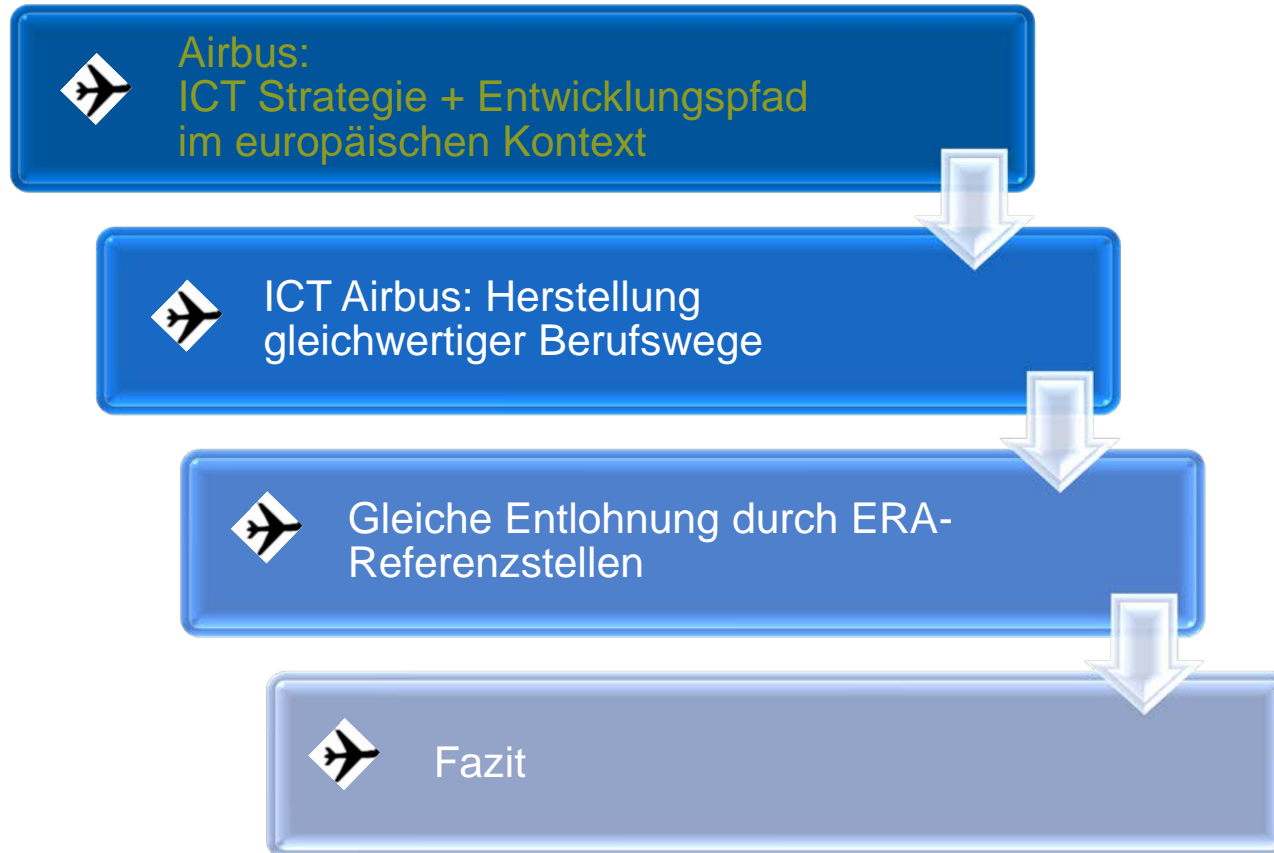 Airbus:
ICT Strategie + Entwicklungspfad
im europäischen Kontext
ICT Airbus: Herstellung
gleichwertiger Berufswege
Gleiche Entlohnung durch ERA-
Referenzstellen
Fazit